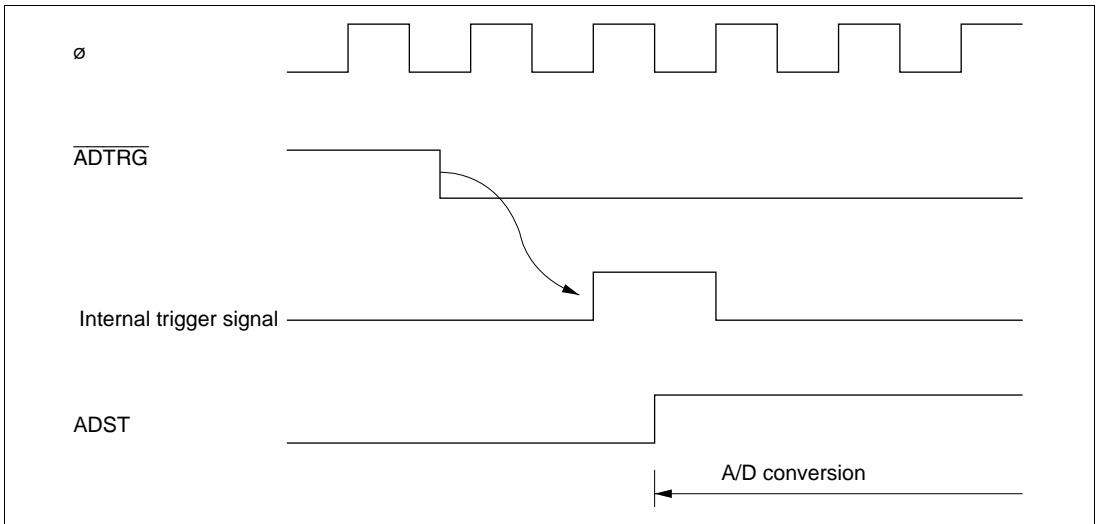 ø
ADTRG
Internal trigger signal
ADST
A/D conversion